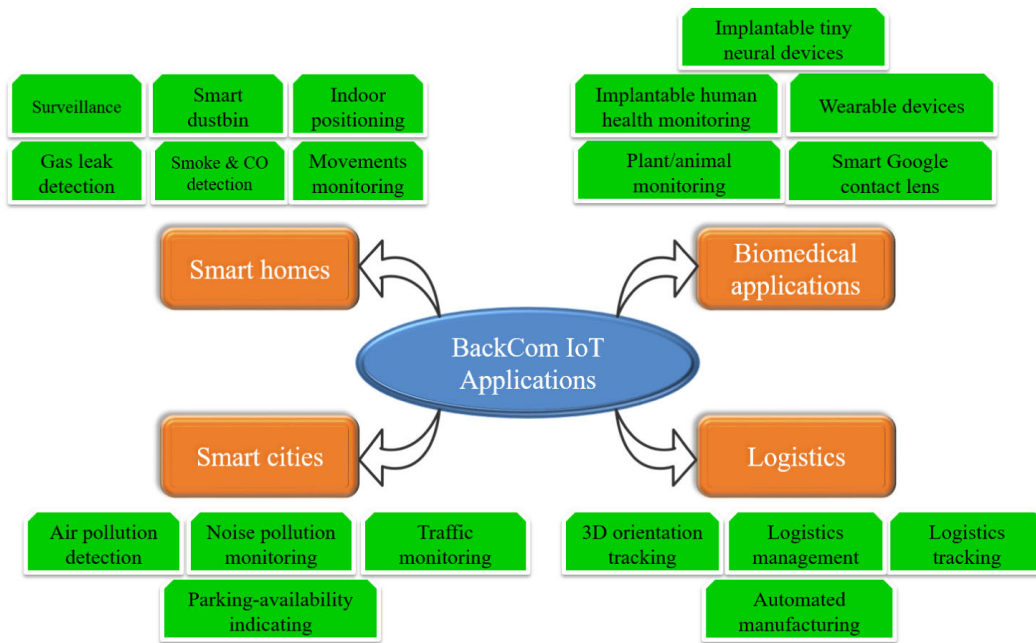 Implantable tiny
neural devices
Surveillance
Smart
dustbin
Indoor
positioning
Implantable human
health monitoring
Wearable devices
Gas leak
detection
Smoke & CO
detection
Movements
monitoring
Plant/animal
monitoring
Smart Google
contact lens
Smart homes
Biomedical
applications
BackCom IoT
Applications
Smart cities
Logistics
Air pollution
detection
Noise pollution
monitoring
Traffic
monitoring
3D orientation
tracking
Logistics
management
Logistics
tracking
Parking-availability
indicating
Automated
manufacturing